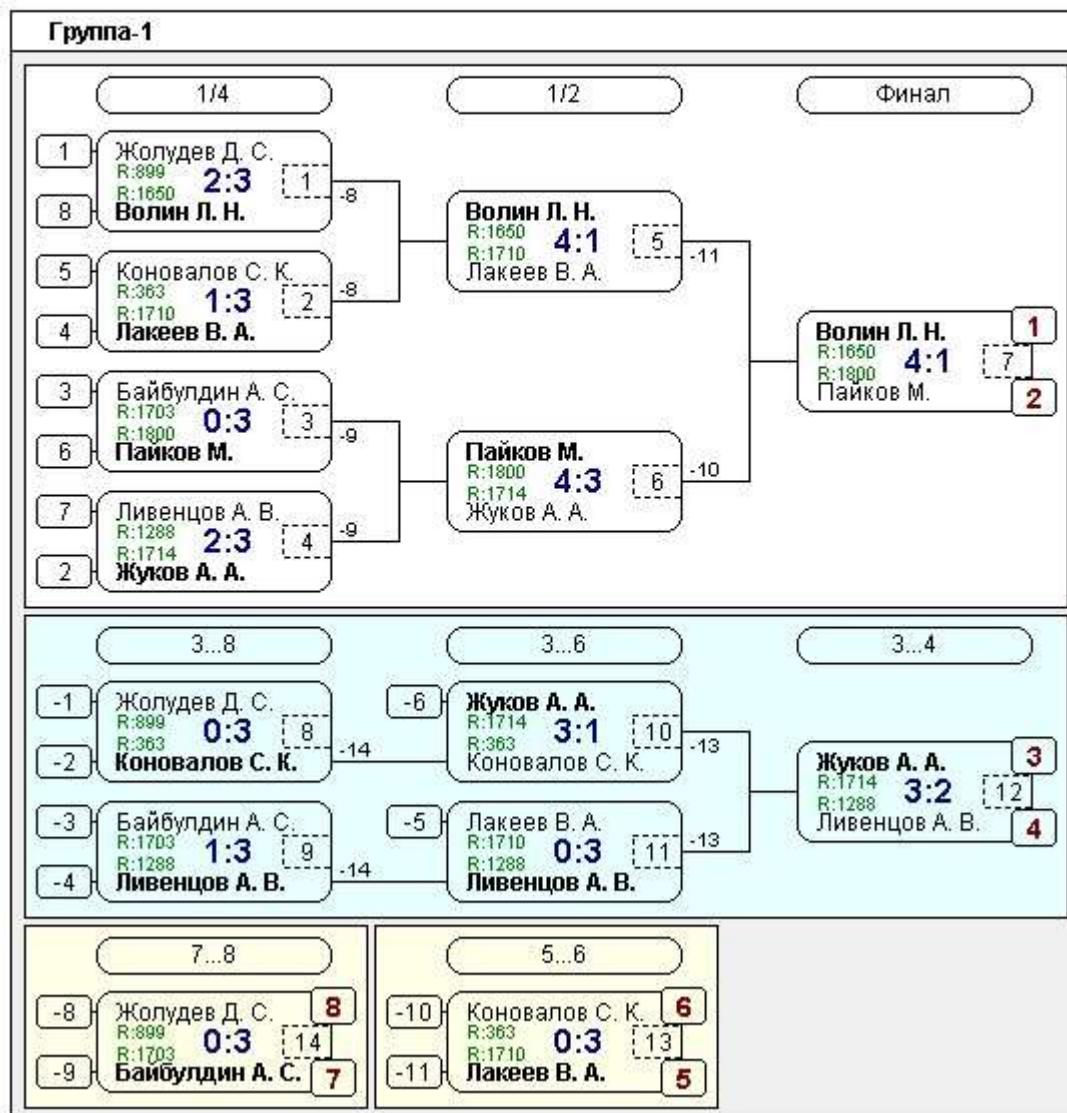 Группа-1
1/4 1/2 Финал
1 Жолудев Д. С.
R:899 2:3 1
R:1650 -8
8 Волин Л. Н.
Волин Л. Н.
R:1650 4:1 5
R:1710 -11
Лакеев В. А.
5 Коновалов С. К.
R:363 1:3 2 -8
R:1710
4 Лакеев В. А.
Волин Л. Н. 1
R:1650 4:1 7
R:1800
Пайков М. 2
3 Байбулдин А. С.
R:1703 0:3 3
R:1800 -9
6 Пайков М.
Пайков М.
R:1800 4:3 6 -10
R:1714
Жуков А. А.
7 Ливенцов А. В.
R:1288 2:3 4 -9
R:1714
2 Жуков А. А.
3...8 3...6 3...4
-1 Жолудев Д. С.
R:899 0:3 8
R:363 -14
-2 Коновалов С. К.
-6 Жуков А. А.
R:1714 3:1 10
R:363 -13
Коновалов С. К.
Жуков А. А. 3
R:1714 3:2 12
R:1288
Ливенцов А. В. 4
-3 Байбулдин А. С.
R:1703 1:3 9
R:1288 -14
-4 Ливенцов А. В.
-5 Лакеев В. А.
R:1710 0:3 11 -13
R:1288
Ливенцов А. В.
7...8 5...6
-8 Жолудев Д. С. 8
R:899 0:3 14
R:1703
-9 Байбулдин А. С. 7
-10 Коновалов С. К. 6
R:363 0:3 13
R:1710
-11 Лакеев В. А. 5